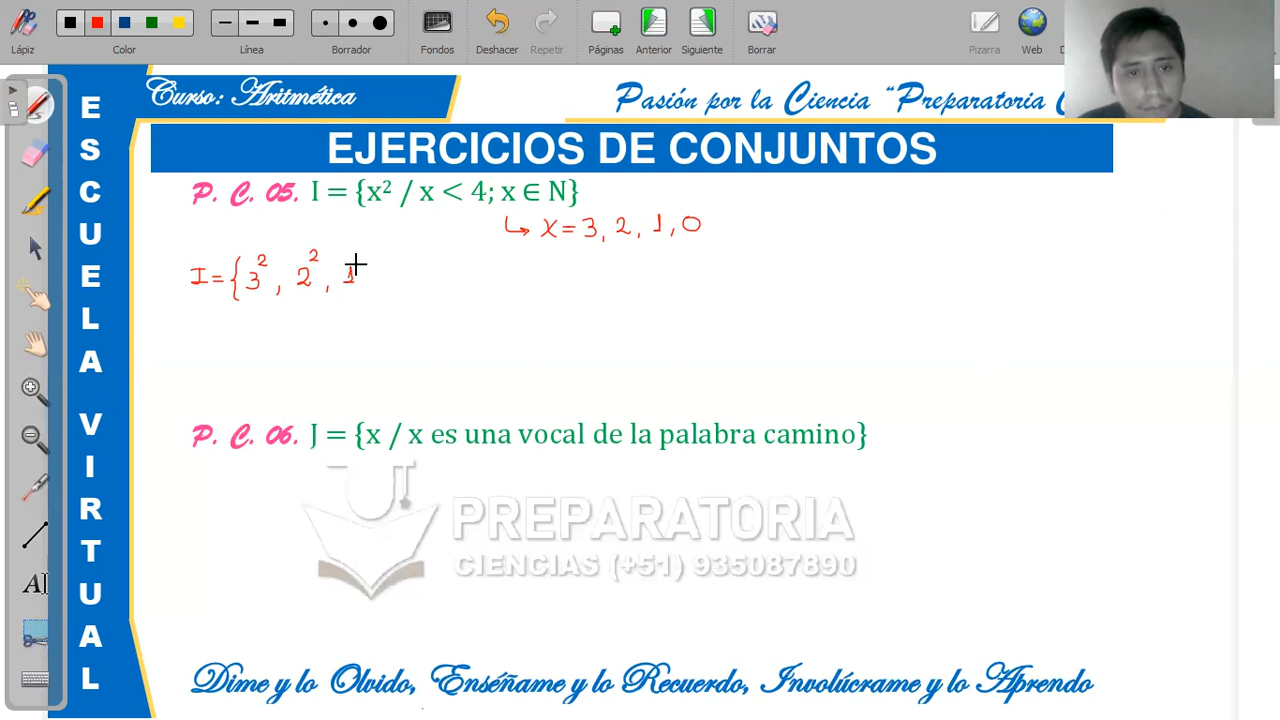 Lápiz
Color
Línea
Borrador
Fondos
Deshacer
Repetir
Páginas
Anterior
Siguiente
Borrar
Pizarra
Web
Curso: Aritmética
Pasión por la Ciencia “Preparatoria C
ESCUELA VIRTUAL
EJERCICIOS DE CONJUNTOS
P. C. 05. I = {x² / x < 4; x ∈ N}
↳ x = 3, 2, 1, 0
I = { 3², 2², 1
P. C. 06. J = {x / x es una vocal de la palabra camino}
PREPARATORIA
CIENCIAS (+51) 935087890
Dime y lo Olvido, Enséñame y lo Recuerdo, Involúcrame y lo Aprendo